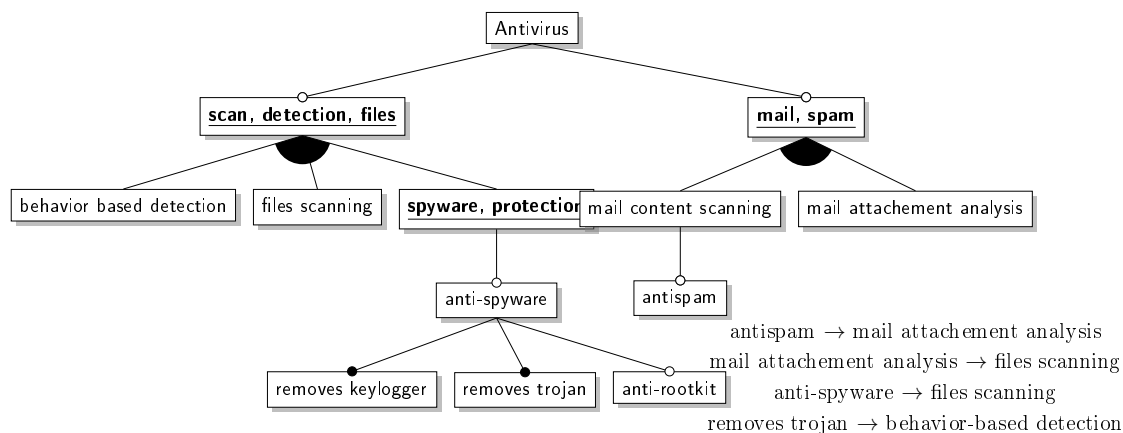 Antivirus
scan, detection, files
mail, spam
behavior based detection
files scanning
spyware, protection
mail content scanning
mail attachement analysis
anti-spyware
antispam
removes keylogger
removes trojan
anti-rootkit
antispam → mail attachement analysis
mail attachement analysis → files scanning
anti-spyware → files scanning
removes trojan → behavior-based detection